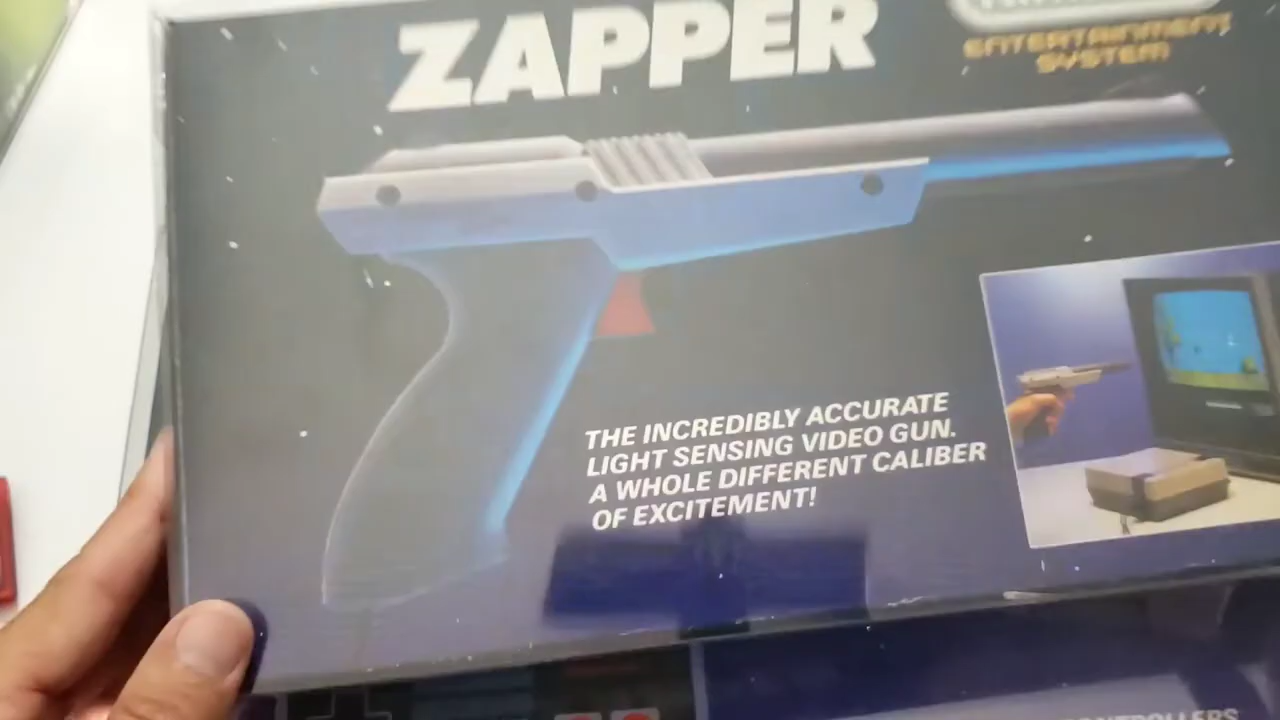 ZAPPER
ENTERTAINMENT
SYSTEM
THE INCREDIBLY ACCURATE
LIGHT SENSING VIDEO GUN.
A WHOLE DIFFERENT CALIBER
OF EXCITEMENT!